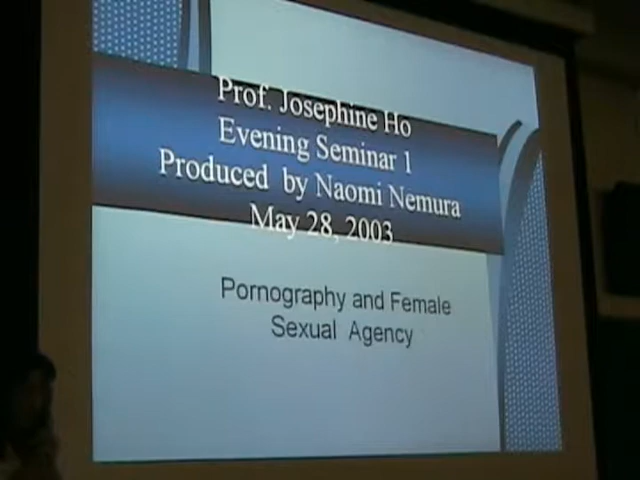 Prof. Josephine Ho
Evening Seminar 1
Produced by Naomi Nemura
May 28, 2003
Pornography and Female
Sexual Agency